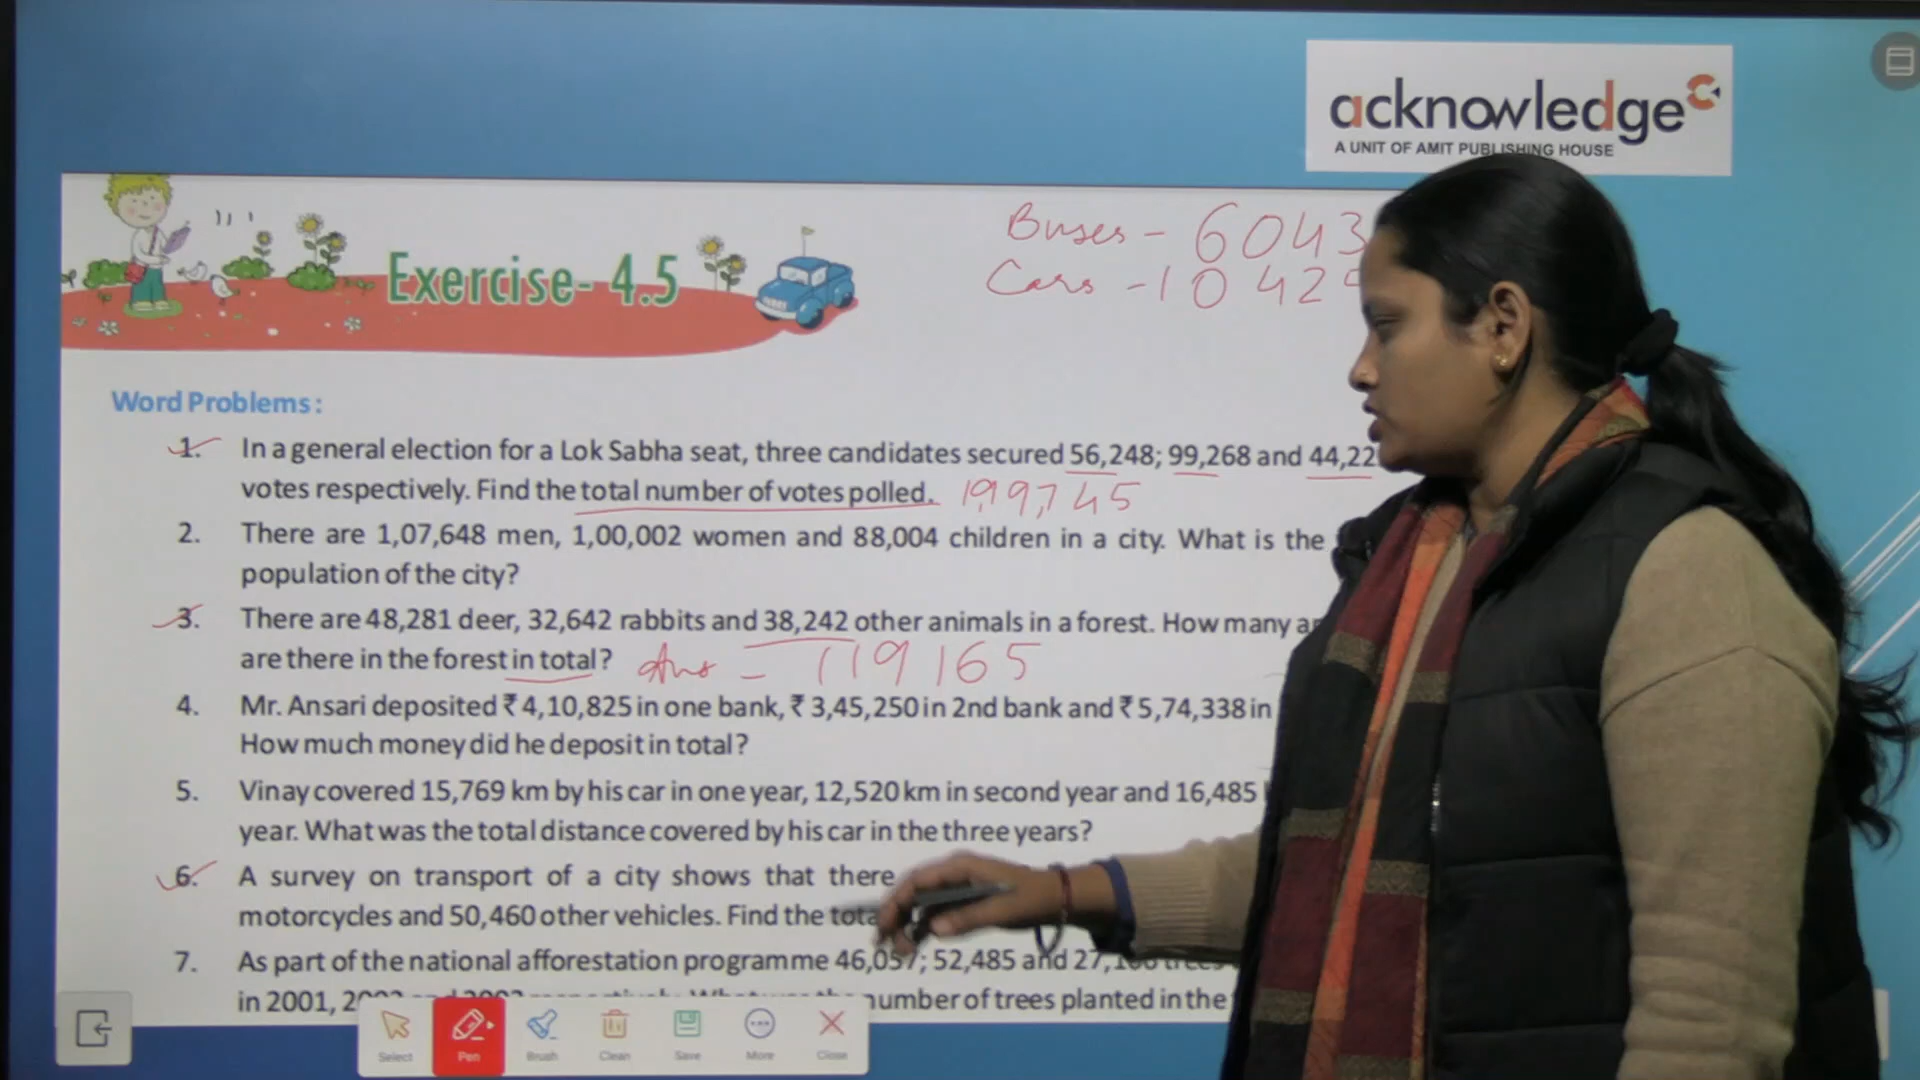 acknowledge
A UNIT OF AMIT PUBLISHING HOUSE
Buses - 6043
Cars - 1042
Exercise- 4.5
Word Problems :
1. In a general election for a Lok Sabha seat, three candidates secured 56,248; 99,268 and 44,22
votes respectively. Find the total number of votes polled. 1,99,745
2. There are 1,07,648 men, 1,00,002 women and 88,004 children in a city. What is the
population of the city?
3. There are 48,281 deer, 32,642 rabbits and 38,242 other animals in a forest. How many
are there in the forest in total? Ans - 119165
4. Mr. Ansari deposited ₹ 4,10,825 in one bank, ₹ 3,45,250 in 2nd bank and ₹ 5,74,338 in
How much money did he deposit in total?
5. Vinay covered 15,769 km by his car in one year, 12,520 km in second year and 16,485
year. What was the total distance covered by his car in the three years?
6. A survey on transport of a city shows that there
motorcycles and 50,460 other vehicles. Find the
7. As part of the national afforestation programme 46,057; 52,485 and
in 2001, number of trees planted in the
Select Pen Brush Clean Save More Close